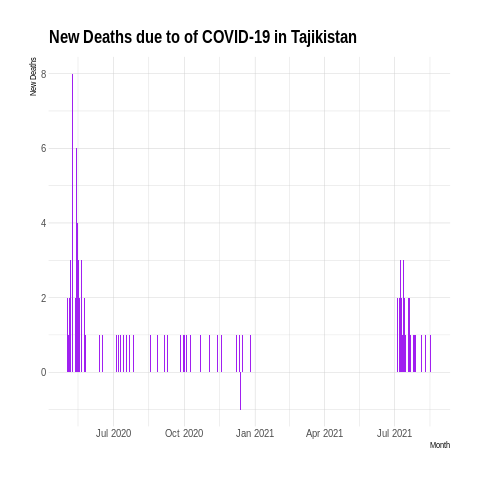 New Deaths due to of COVID-19 in Tajikistan
New Deaths
8
6
4
2
0
Jul 2020 Oct 2020 Jan 2021 Apr 2021 Jul 2021
Month